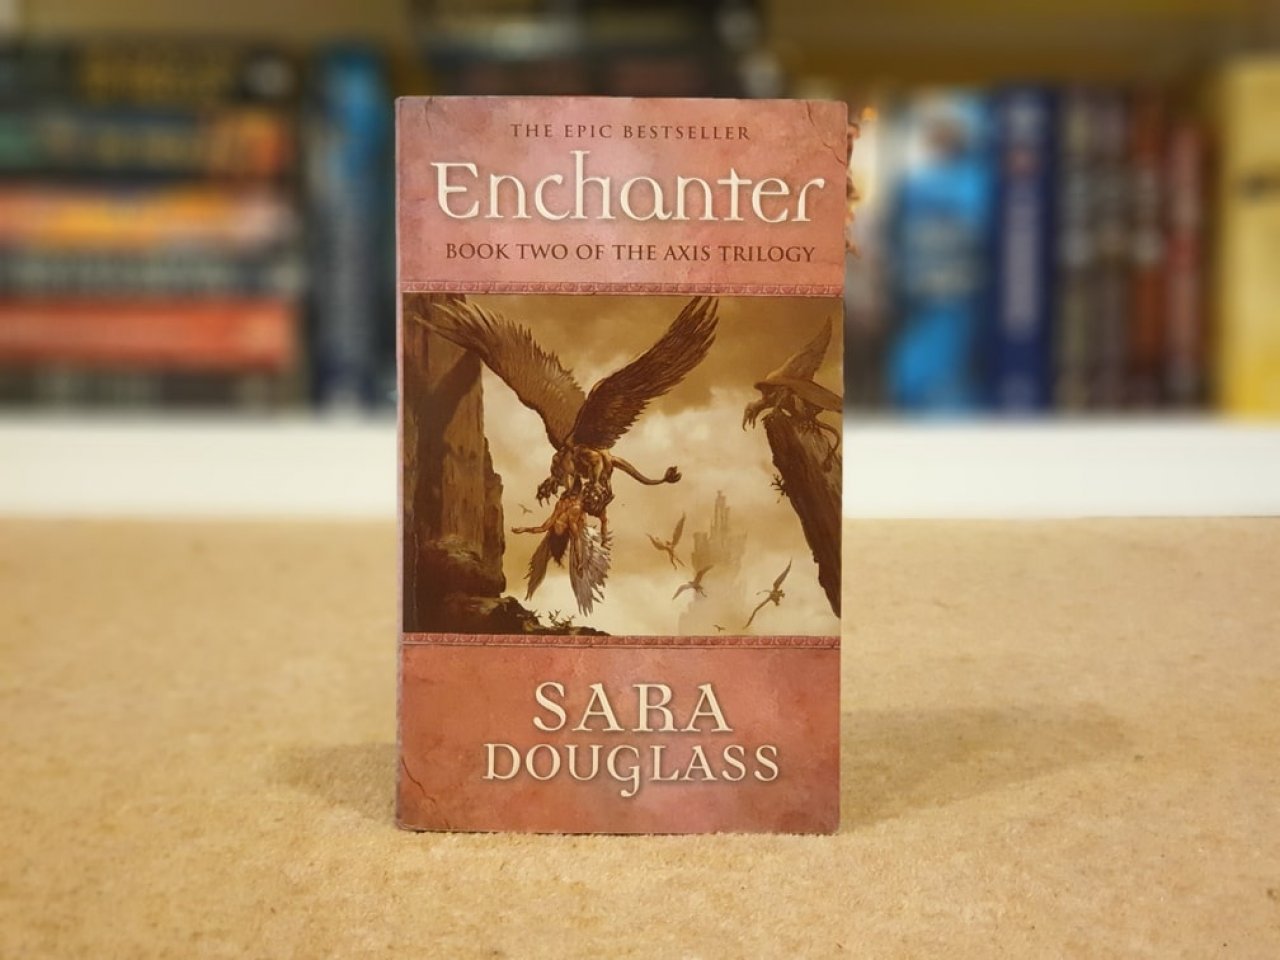 THE EPIC BESTSELLER
Enchanter
BOOK TWO OF THE AXIS TRILOGY
SARA
DOUGLASS